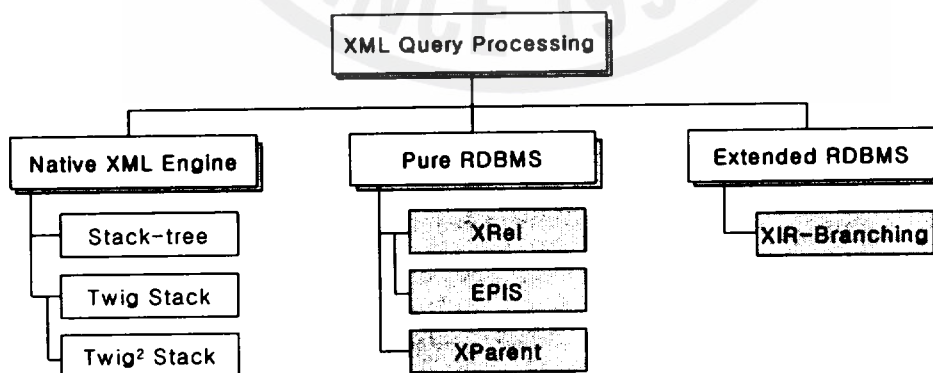 XML Query Processing
Native XML Engine
Pure RDBMS
Extended RDBMS
Stack-tree
Twig Stack
Twig² Stack
XRel
EPIS
XParent
XIR-Branching